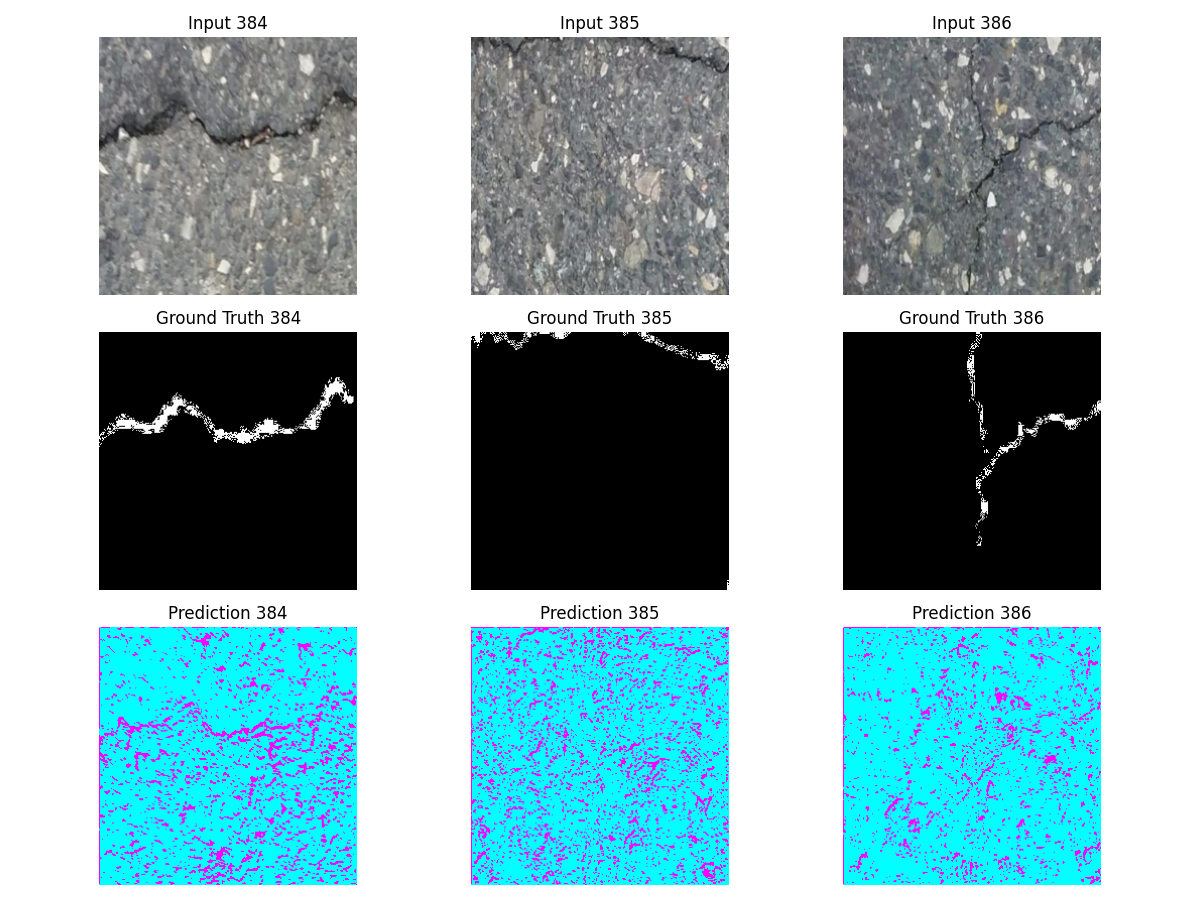 Input 384
Input 385
Input 386
Ground Truth 384
Ground Truth 385
Ground Truth 386
Prediction 384
Prediction 385
Prediction 386